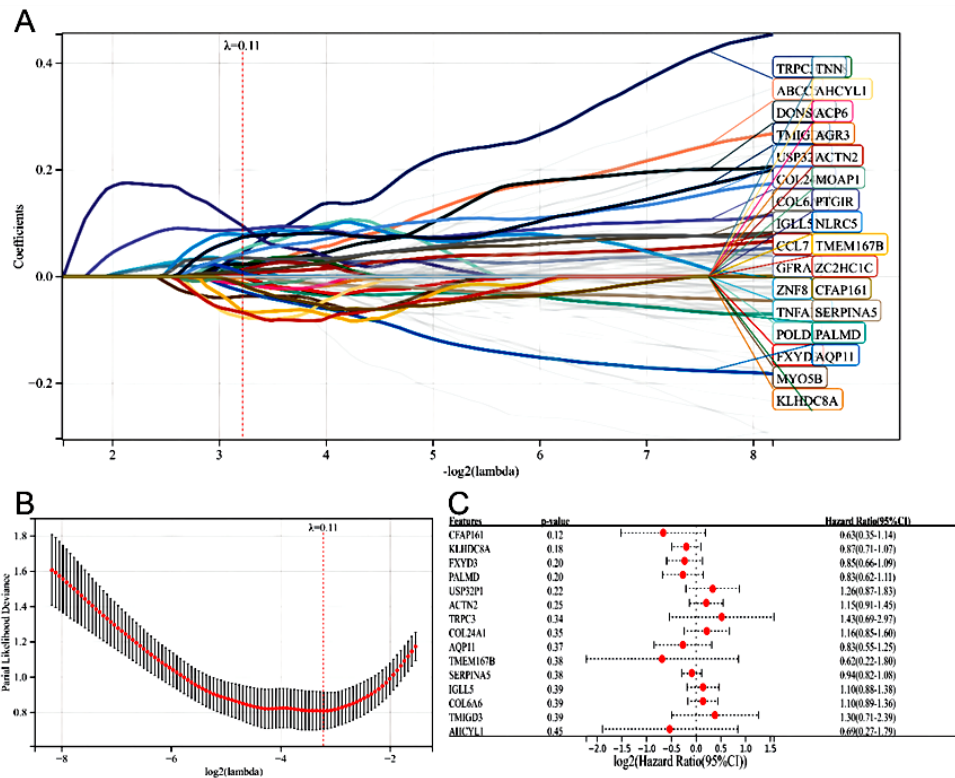 A
λ=0.11
0.4
0.2
0.0
−0.2
Coefficients
2 3 4 5 6 7 8
-log2(lambda)
TRPC TNN
ABCC AHCYL1
DONS ACP6
TMIG AGR3
USP32 ACTN2
COL24 MOAP1
COL6 PTGIR
IGLL5 NLRC5
CCL7 TMEM167B
GFRA ZC2HC1C
ZNF8 CFAP161
TNFA SERPINA5
POLD PALMD
FXYD AQP11
MYO5B
KLHDC8A
B
λ=0.11
1.8
1.6
1.4
1.2
1.0
0.8
Parial Likelihood Deviance
−8 −6 −4 −2
log2(lambda)
C
Features p-value Hazard Ratio(95%CI)
CFAP161 0.12 0.63(0.35-1.14)
KLHDC8A 0.18 0.87(0.71-1.07)
FXYD3 0.20 0.85(0.66-1.09)
PALMD 0.20 0.83(0.62-1.11)
USP32P1 0.22 1.26(0.87-1.83)
ACTN2 0.25 1.15(0.91-1.45)
TRPC3 0.34 1.43(0.69-2.97)
COL24A1 0.35 1.16(0.85-1.60)
AQP11 0.37 0.83(0.55-1.25)
TMEM167B 0.38 0.62(0.22-1.80)
SERPINA5 0.38 0.94(0.82-1.08)
IGLL5 0.39 1.10(0.88-1.38)
COL6A6 0.39 1.10(0.89-1.36)
TMIGD3 0.39 1.30(0.71-2.39)
AHCYL1 0.45 0.69(0.27-1.79)
−2.0 −1.5 −1.0 −0.5 0.0 0.5 1.0 1.5
log2(Hazard Ratio(95%CI))